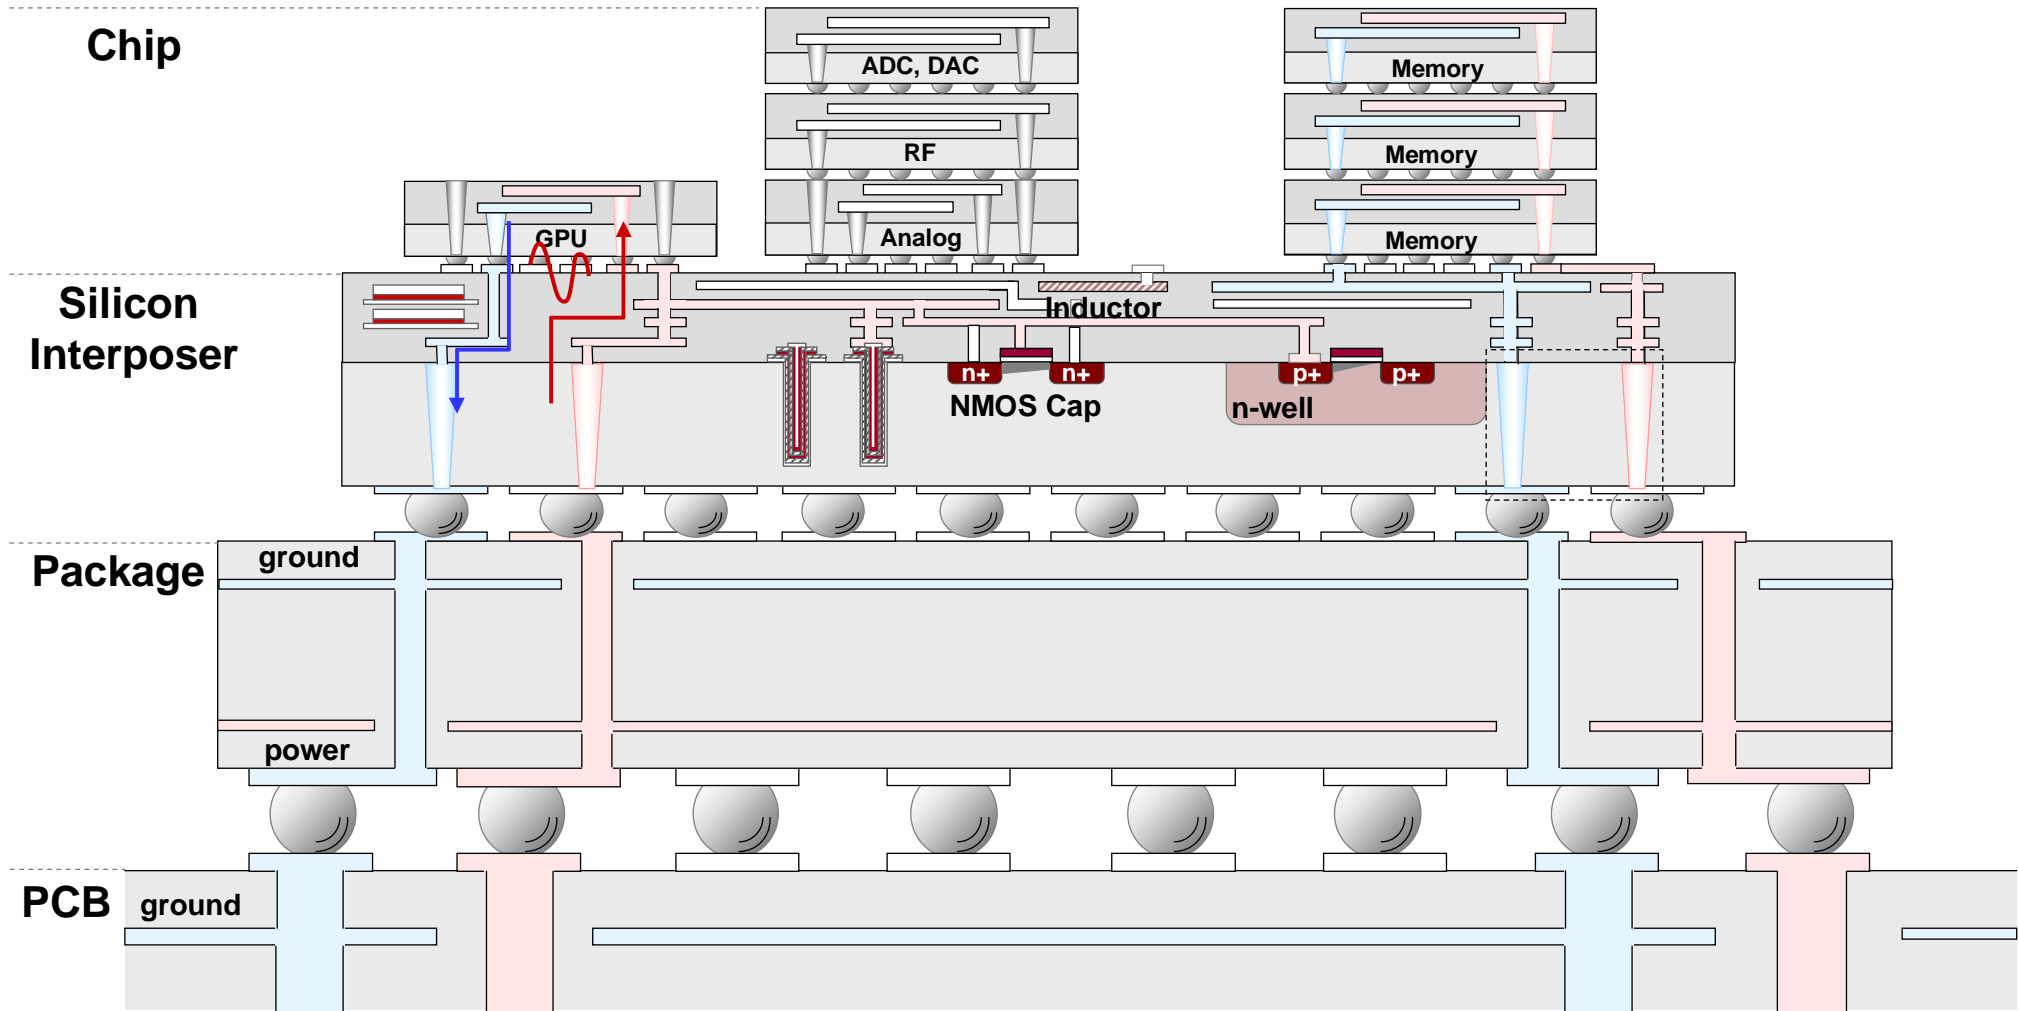 Chip
ADC, DAC
Memory
RF
Memory
GPU
Analog
Memory
Silicon
Interposer
Inductor
n+
n+
p+
p+
NMOS Cap
n-well
Package
ground
power
PCB
ground